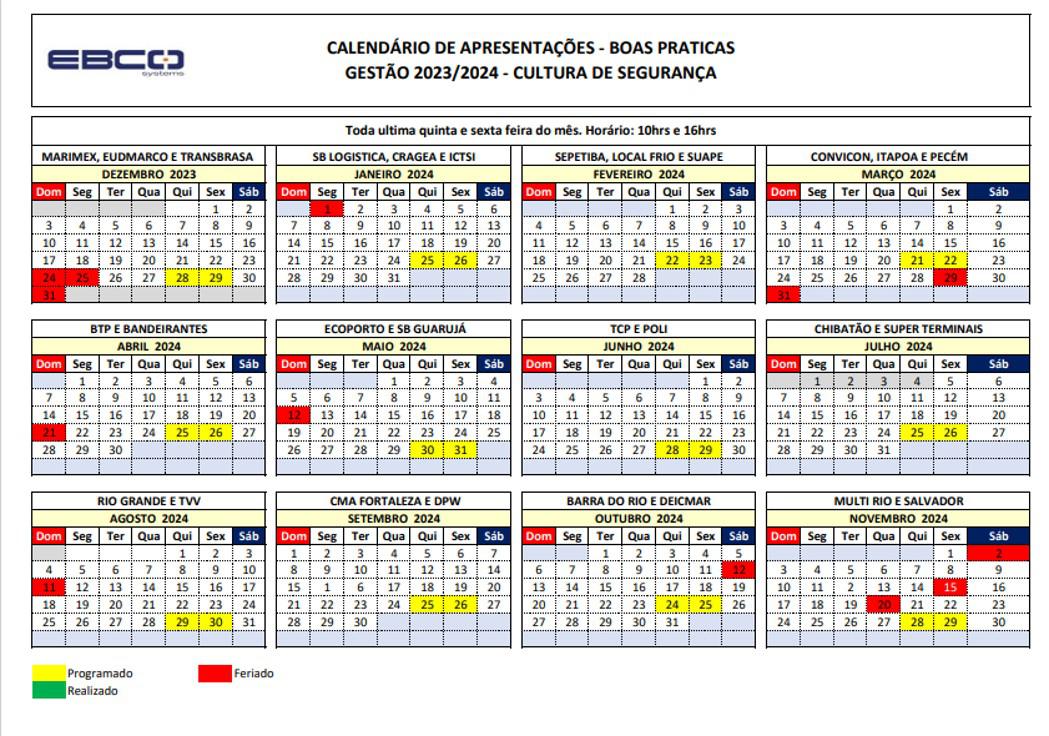 EBCO
systems
CALENDÁRIO DE APRESENTAÇÕES - BOAS PRATICAS
GESTÃO 2023/2024 - CULTURA DE SEGURANÇA
Toda ultima quinta e sexta feira do mês. Horário: 10hrs e 16hrs
MARIMEX, EUDMARCO E TRANSBRASA
DEZEMBRO 2023
Dom Seg Ter Qua Qui Sex Sáb
1 2
3 4 5 6 7 8 9
10 11 12 13 14 15 16
17 18 19 20 21 22 23
24 25 26 27 28 29 30
31
SB LOGISTICA, CRAGEA E ICTSI
JANEIRO 2024
Dom Seg Ter Qua Qui Sex Sáb
1 2 3 4 5 6
7 8 9 10 11 12 13
14 15 16 17 18 19 20
21 22 23 24 25 26 27
28 29 30 31
SEPETIBA, LOCAL FRIO E SUAPE
FEVEREIRO 2024
Dom Seg Ter Qua Qui Sex Sáb
1 2 3
4 5 6 7 8 9 10
11 12 13 14 15 16 17
18 19 20 21 22 23 24
25 26 27 28
CONVICON, ITAPOA E PECÉM
MARÇO 2024
Dom Seg Ter Qua Qui Sex Sáb
1 2
3 4 5 6 7 8 9
10 11 12 13 14 15 16
17 18 19 20 21 22 23
24 25 26 27 28 29 30
31
BTP E BANDEIRANTES
ABRIL 2024
Dom Seg Ter Qua Qui Sex Sáb
1 2 3 4 5 6
7 8 9 10 11 12 13
14 15 16 17 18 19 20
21 22 23 24 25 26 27
28 29 30
ECOPORTO E SB GUARUJÁ
MAIO 2024
Dom Seg Ter Qua Qui Sex Sáb
1 2 3 4
5 6 7 8 9 10 11
12 13 14 15 16 17 18
19 20 21 22 23 24 25
26 27 28 29 30 31
TCP E POLI
JUNHO 2024
Dom Seg Ter Qua Qui Sex Sáb
1 2
3 4 5 6 7 8 9
10 11 12 13 14 15 16
17 18 19 20 21 22 23
24 25 26 27 28 29 30
CHIBATÃO E SUPER TERMINAIS
JULHO 2024
Dom Seg Ter Qua Qui Sex Sáb
1 2 3 4 5 6
7 8 9 10 11 12 13
14 15 16 17 18 19 20
21 22 23 24 25 26 27
28 29 30 31
RIO GRANDE E TVV
AGOSTO 2024
Dom Seg Ter Qua Qui Sex Sáb
1 2 3
4 5 6 7 8 9 10
11 12 13 14 15 16 17
18 19 20 21 22 23 24
25 26 27 28 29 30 31
CMA FORTALEZA E DPW
SETEMBRO 2024
Dom Seg Ter Qua Qui Sex Sáb
1 2 3 4 5 6 7
8 9 10 11 12 13 14
15 1 6 17 18 19 20
21 22 23 24 25 26 27
28 29 30
BARRA DO RIO E DEICMAR
OUTUBRO 2024
Dom Seg Ter Qua Qui Sex Sáb
1 2 3 4 5
6 7 8 9 10 11 12
13 14 15 16 17 18 19
20 21 22 23 24 25 26
27 28 29 30 31
MULTI RIO E SALVADOR
NOVEMBRO 2024
Dom Seg Ter Qua Qui Sex Sáb
1 2
3 4 5 6 7 8 9
10 11 2 13 14 15 16
17 18 19 20 21 22 23
24 25 26 27 28 29 30
Programado
Feriado
Realizado